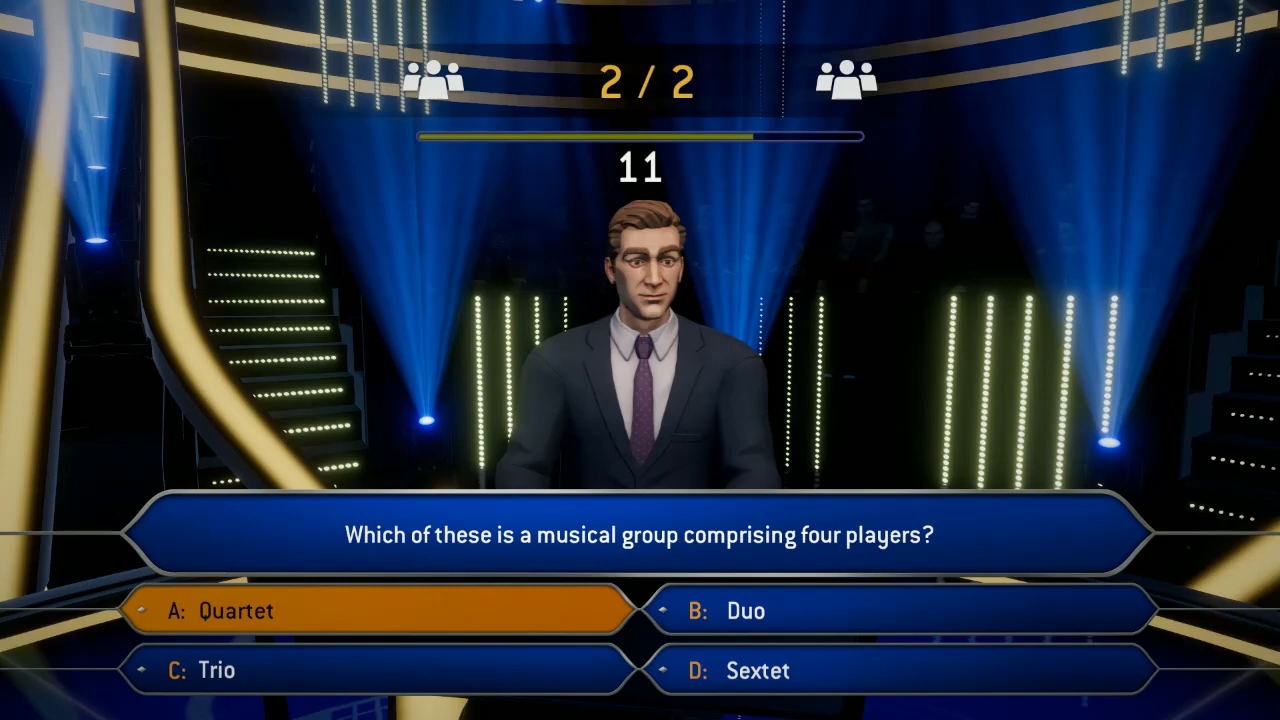 2 / 2
11
Which of these is a musical group comprising four players?
A: Quartet
B: Duo
C: Trio
D: Sextet